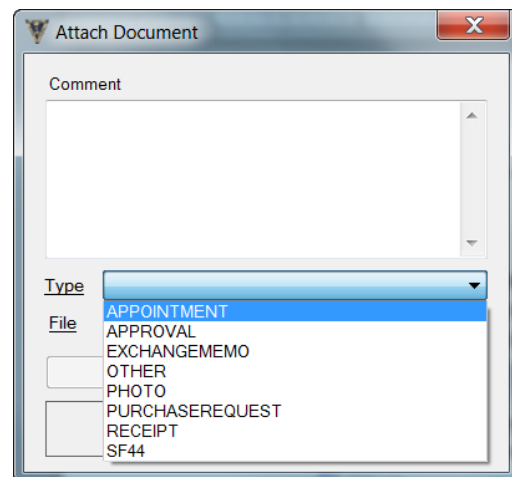 Attach Document
X
Comment
Type
APPOINTMENT
File
APPROVAL
EXCHANGEMEMO
OTHER
PHOTO
PURCHASEREQUEST
RECEIPT
SF44